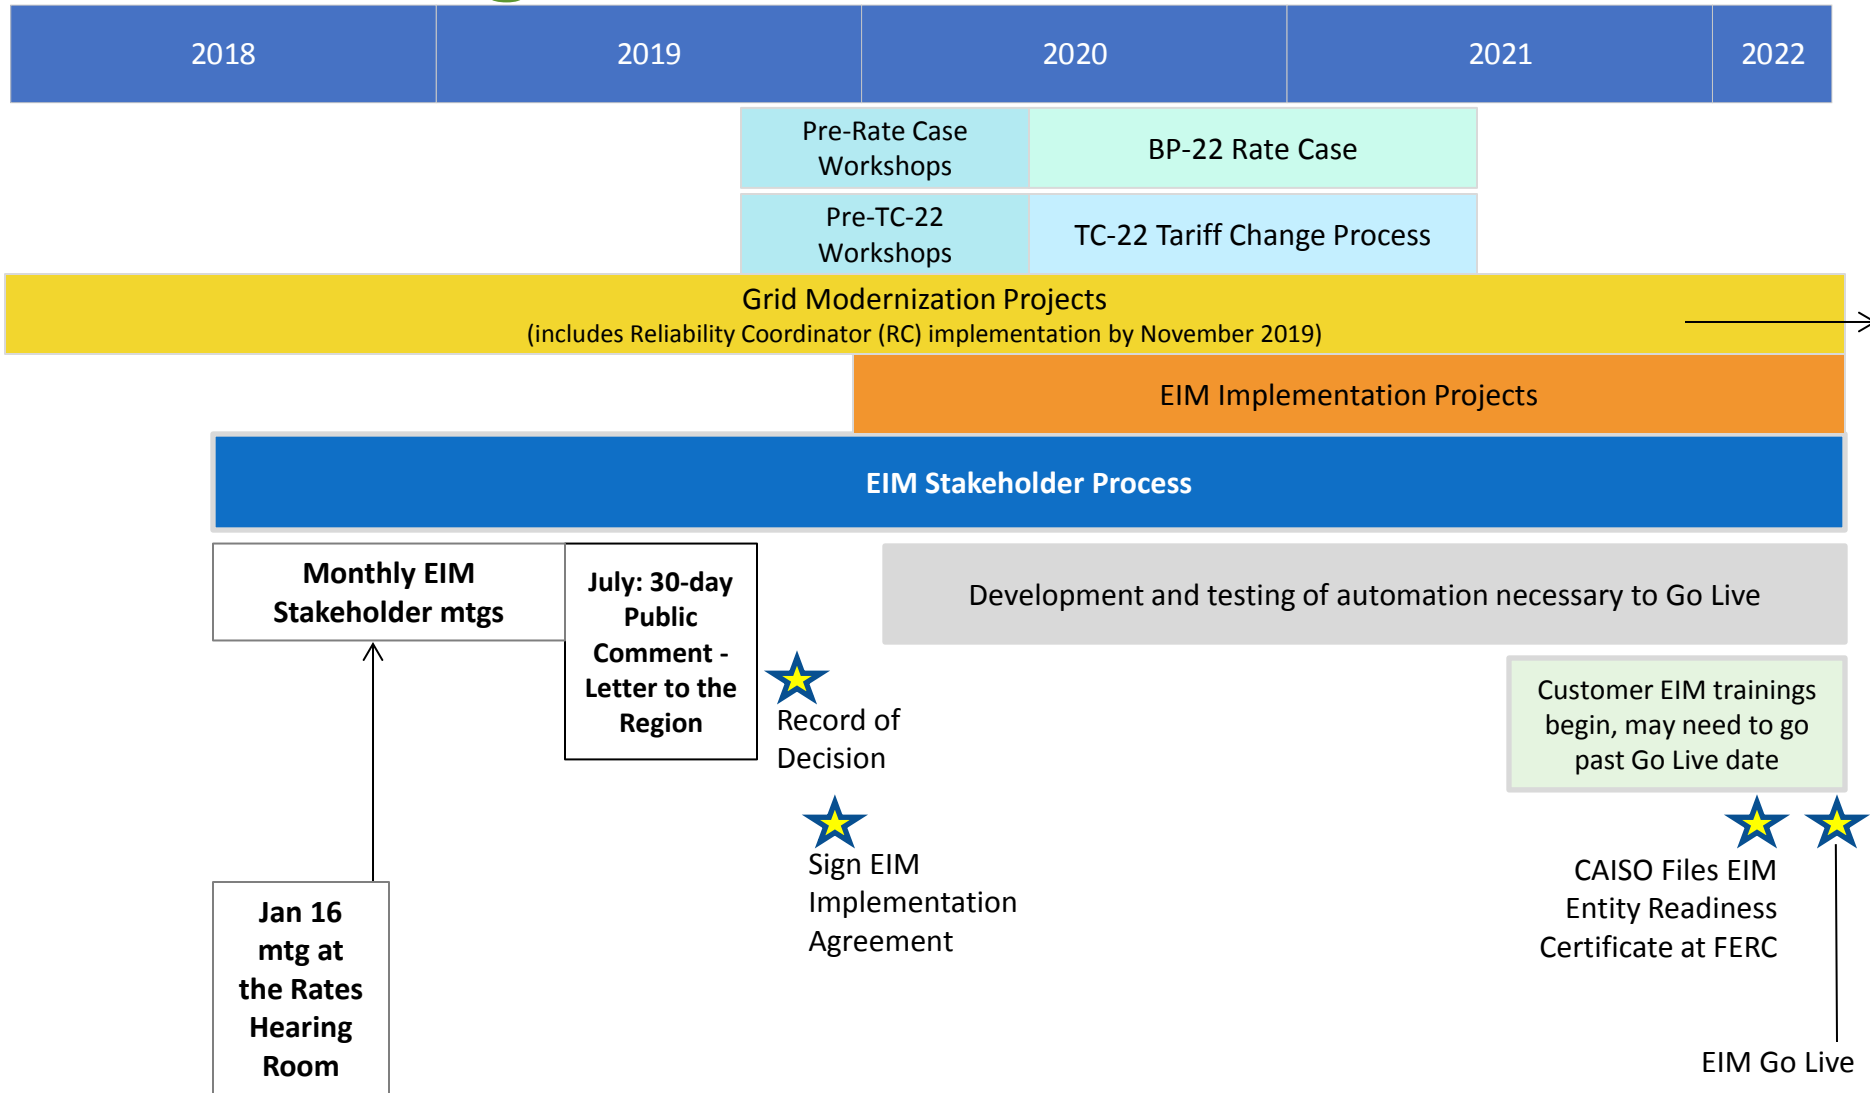 2018
2019
2020
2021
2022
Pre-Rate Case
Workshops
BP-22 Rate Case
Pre-TC-22
Workshops
TC-22 Tariff Change Process
Grid Modernization Projects
(includes Reliability Coordinator (RC) implementation by November 2019)
EIM Implementation Projects
EIM Stakeholder Process
Monthly EIM
Stakeholder mtgs
July: 30-day
Public
Comment -
Letter to the
Region
Development and testing of automation necessary to Go Live
Record of
Decision
Customer EIM trainings
begin, may need to go
past Go Live date
Sign EIM
Implementation
Agreement
CAISO Files EIM
Entity Readiness
Certificate at FERC
Jan 16
mtg at
the Rates
Hearing
Room
EIM Go Live